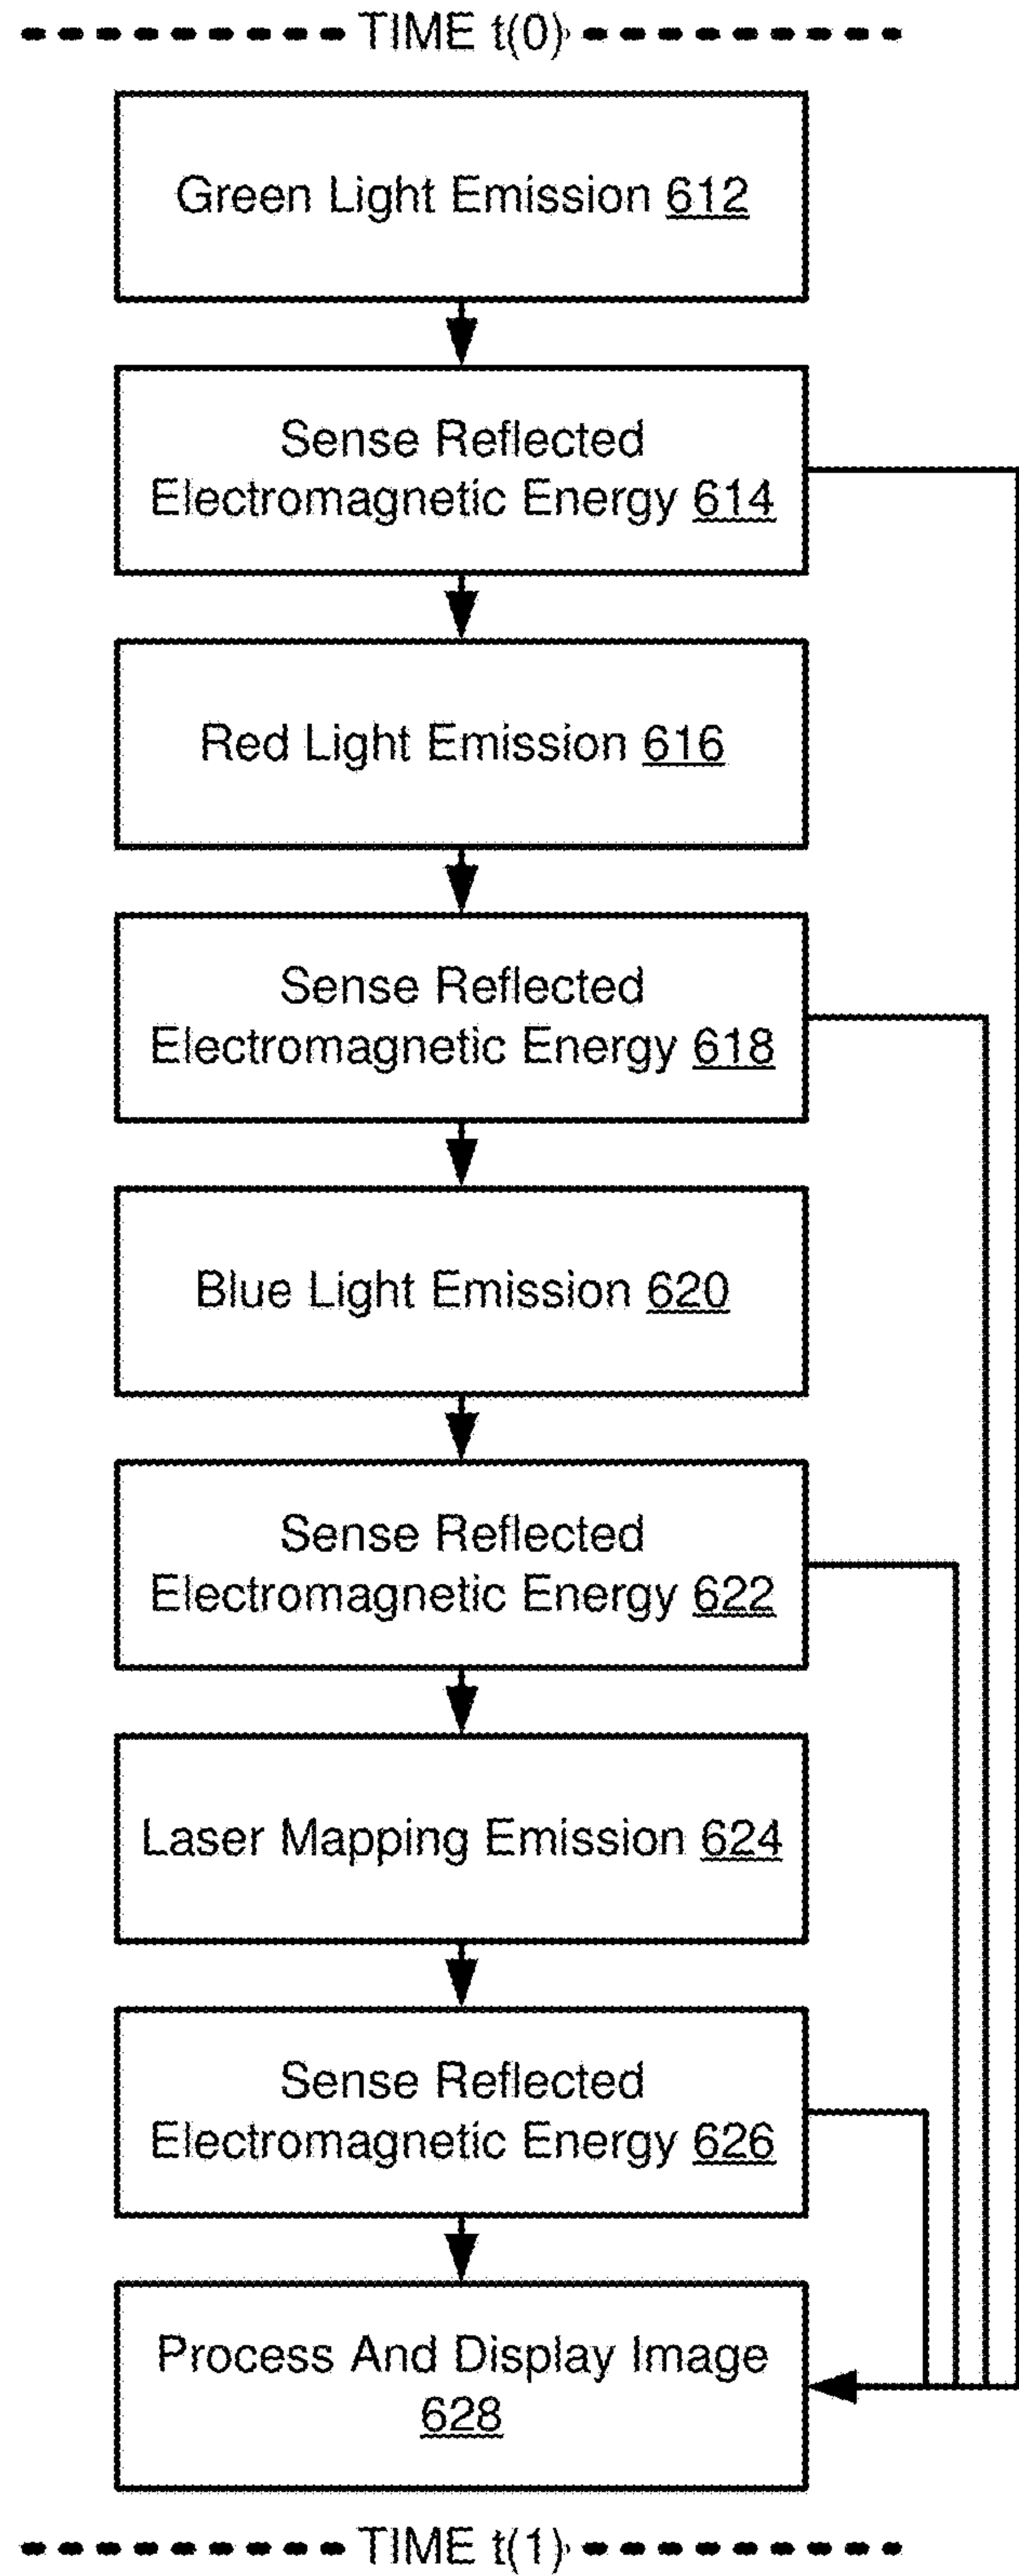 TIME t(0)
Green Light Emission 612
Sense Reflected
Electromagnetic Energy 614
Red Light Emission 616
Sense Reflected
Electromagnetic Energy 618
Blue Light Emission 620
Sense Reflected
Electromagnetic Energy 622
Laser Mapping Emission 624
Sense Reflected
Electromagnetic Energy 626
Process And Display Image
628
TIME t(1)